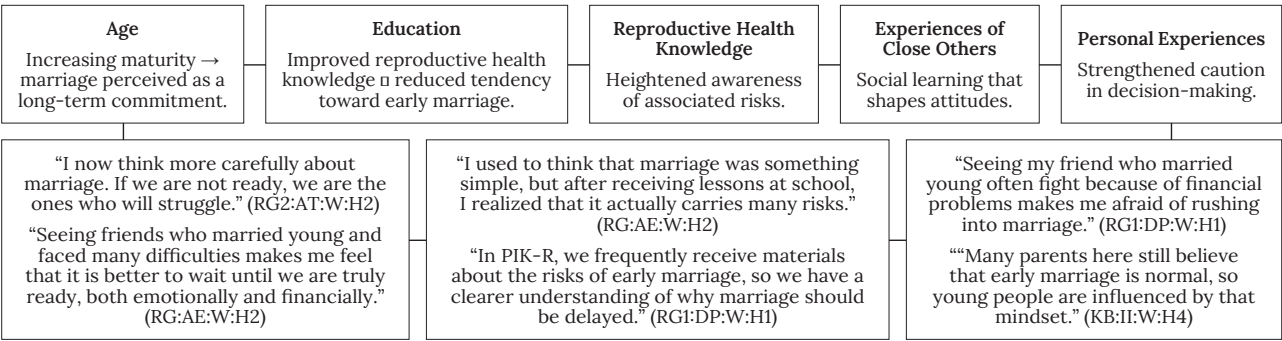 Age
Increasing maturity →
marriage perceived as a
long-term commitment.
Education
Improved reproductive health
knowledge □ reduced tendency
toward early marriage.
Reproductive Health
Knowledge
Heightened awareness
of associated risks.
Experiences of
Close Others
Social learning that
shapes attitudes.
Personal Experiences
Strengthened caution
in decision-making.
“I now think more carefully about
marriage. If we are not ready, we are the
ones who will struggle.” (RG2:AT:W:H2)
“Seeing friends who married young and
faced many difficulties makes me feel
that it is better to wait until we are truly
ready, both emotionally and financially.”
(RG:AE:W:H2)
“I used to think that marriage was something
simple, but after receiving lessons at school,
I realized that it actually carries many risks.”
(RG:AE:W:H2)
“In PIK-R, we frequently receive materials
about the risks of early marriage, so we have a
clearer understanding of why marriage should
be delayed.” (RG1:DP:W:H1)
“Seeing my friend who married
young often fight because of financial
problems makes me afraid of rushing
into marriage.” (RG1:DP:W:H1)
““Many parents here still believe
that early marriage is normal, so
young people are influenced by that
mindset.” (KB:II:W:H4)